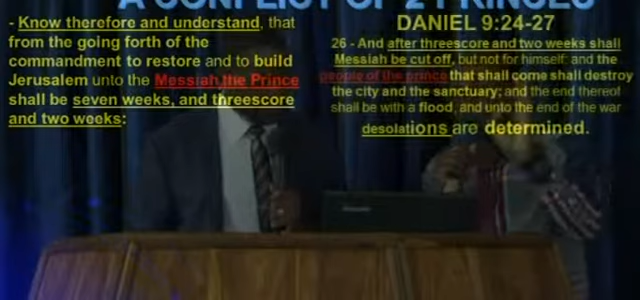 A CONFLICT OF 2 PRINCES
- Know therefore and understand, that
from the going forth of the
commandment to restore and to build
Jerusalem unto the Messiah the Prince
shall be seven weeks, and threescore
and two weeks:
DANIEL 9:24-27
26 - And after threescore and two weeks shall
Messiah be cut off, but not for himself: and the
people of the prince that shall come shall destroy
the city and the sanctuary; and the end thereof
shall be with a flood, and unto the end of the war
desolations are determined.